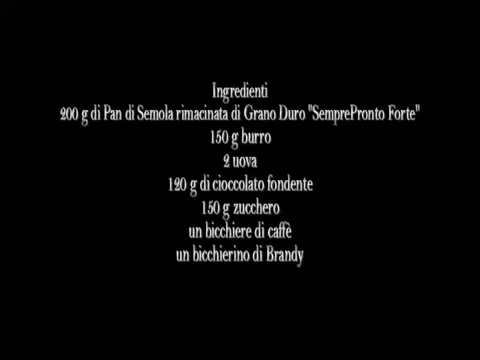 Ingredienti
200 g di Pan di Semola rimacinata di Grano Duro "SemprePronto Forte"
150 g burro
2 uova
120 g di cioccolato fondente
150 g zucchero
un bicchiere di caffè
un bicchierino di Brandy